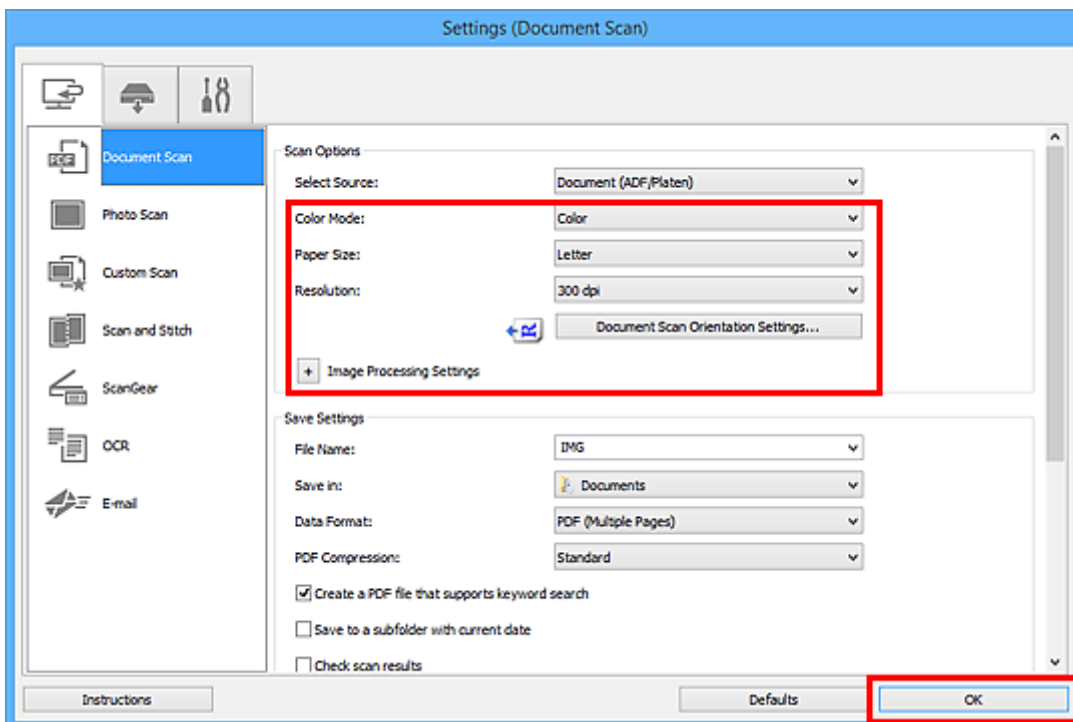 Settings (Document Scan)
Document Scan
Photo Scan
Custom Scan
Scan and Stitch
ScanGear
OCR
E-mail
Scan Options
Select Source: Document (ADF/Platen)
Color Mode: Color
Paper Size: Letter
Resolution: 300 dpi
Document Scan Orientation Settings...
+ Image Processing Settings
Save Settings
File Name: IMG
Save in: Documents
Data Format: PDF (Multiple Pages)
PDF Compression: Standard
Create a PDF file that supports keyword search
Save to a subfolder with current date
Check scan results
Instructions
Defaults
OK